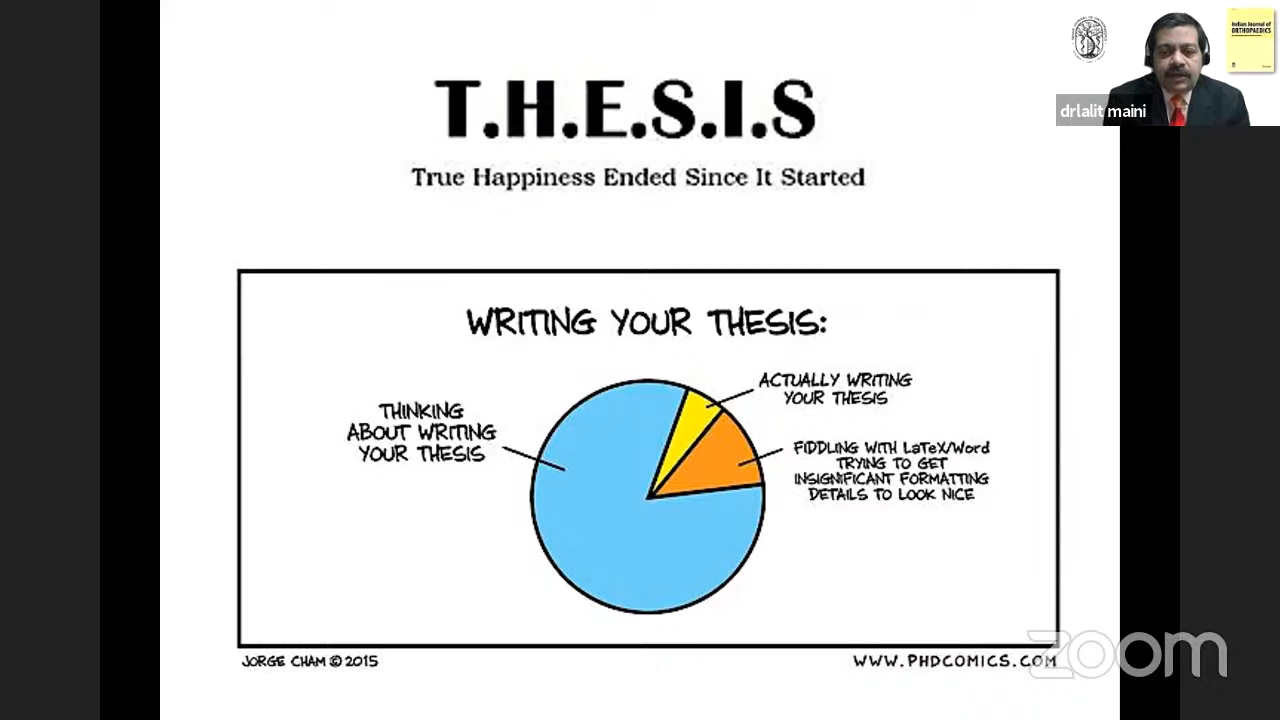 T.H.E.S.I.S
True Happiness Ended Since It Started
Indian Journal of
ORTHOPAEDICS
drlalit maini
WRITING YOUR THESIS:
THINKING
ABOUT WRITING
YOUR THESIS
ACTUALLY WRITING
YOUR THESIS
FIDDLING WITH LaTeX/Word
TRYING TO GET
INSIGNIFICANT FORMATTING
DETAILS TO LOOK NICE
JORGE CHAM © 2015
WWW.PHDCOMICS.COM
zoom